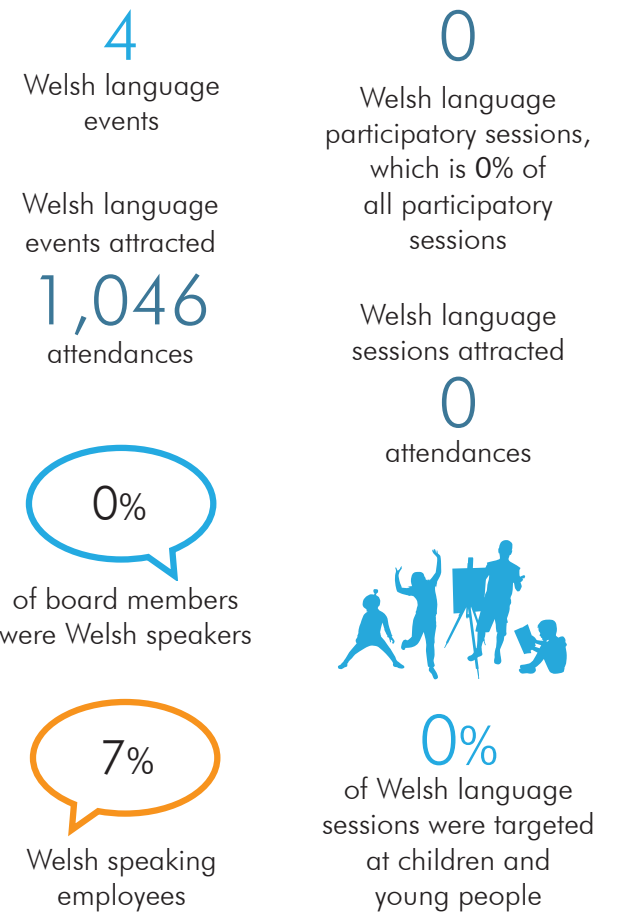 4
Welsh language
events
Welsh language
events attracted
1,046
attendances
0%
of board members
were Welsh speakers
7%
Welsh speaking
employees
0
Welsh language
participatory sessions,
which is 0% of
all participatory
sessions
Welsh language
sessions attracted
0
attendances
0%
of Welsh language
sessions were targeted
at children and
young people